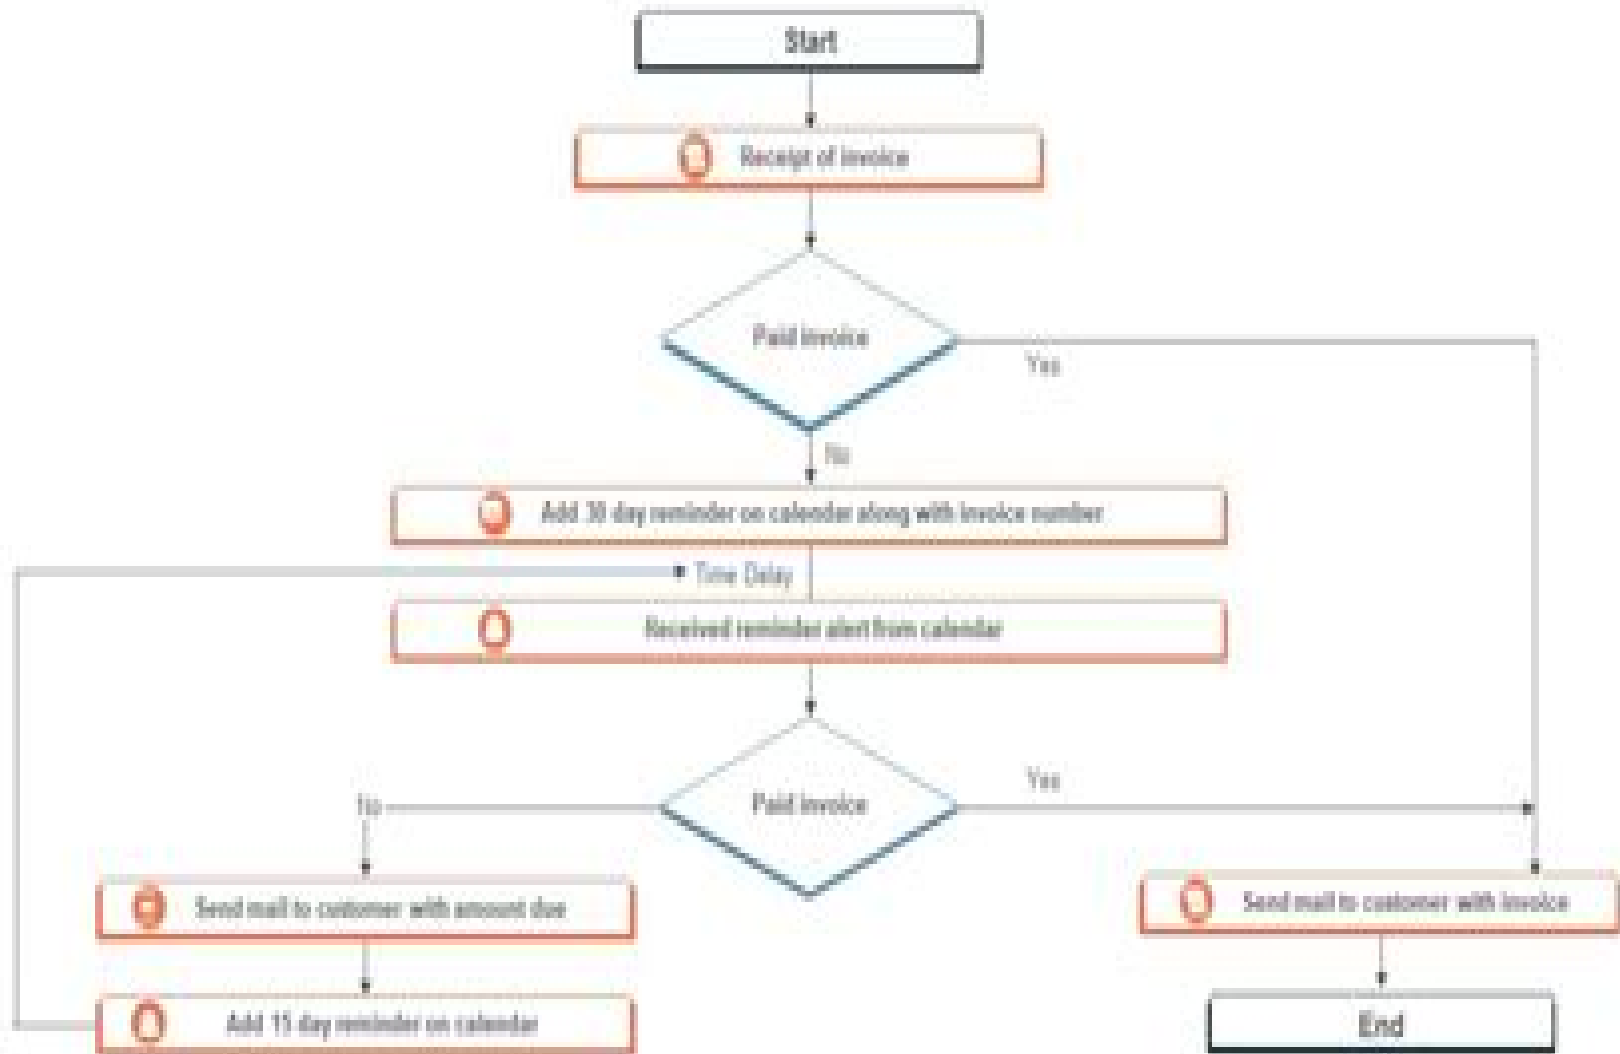 Start
Receipt of invoice
Paid invoice
Yes
No
Add 30 day reminder on calendar along with invoice number
Time Delay
Received reminder alert from calendar
Paid invoice
Yes
No
Send mail to customer with amount due
Send mail to customer with invoice
Add 15 day reminder on calendar
End